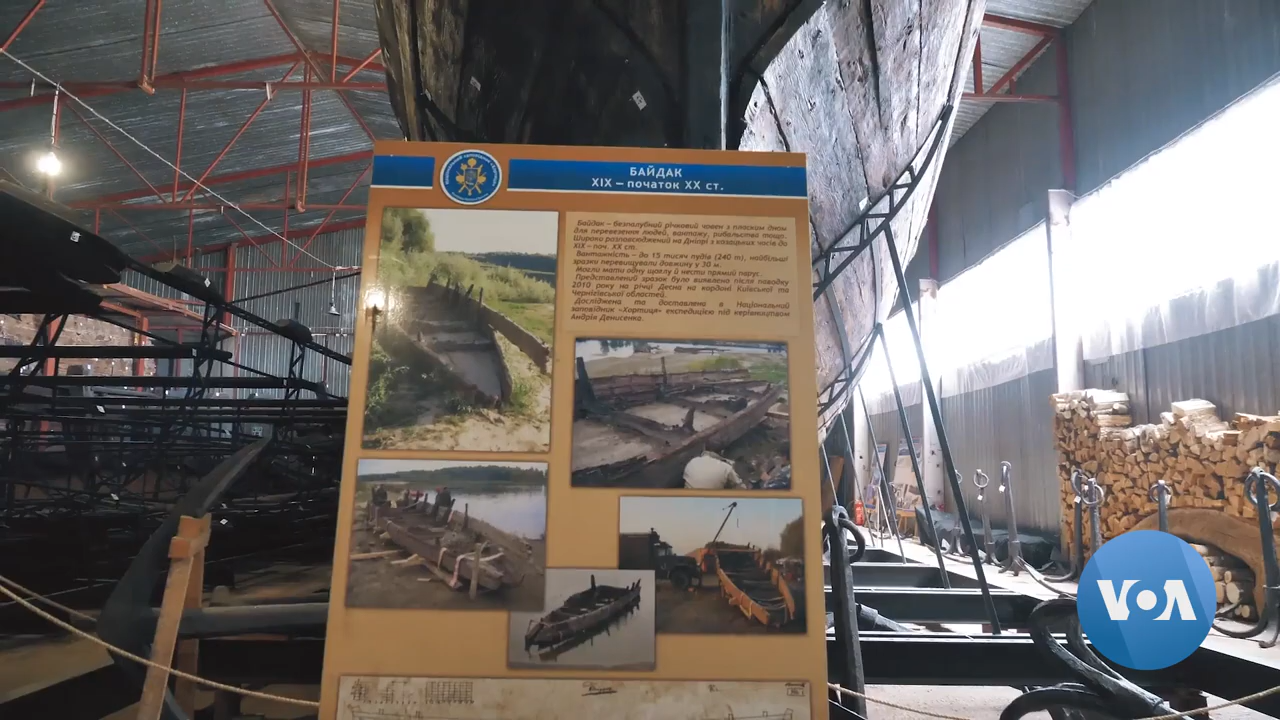 БАЙДАК
XIX – початок XX ст.
Байдак – безпалубний річковий човен з пласким дном
для перевезення людей, вантажу, рибальства тощо.
Широко розповсюджений на Дніпрі з козацьких часів до
XIX – поч. XX ст.
Вантажність – до 15 тисяч пудів (240 т), найбільші
зразки перевищували довжину у 30 м.
Могли мати одну щоглу й нести прямий парус.
Представлений зразок було виявлено після паводку
2010 року на річці Десна на кордоні Київської та
Чернігівської областей.
Досліджена та доставлена в Національний
заповідник «Хортиця» експедицією під керівництвом
Андрія Денисенка.
VOA